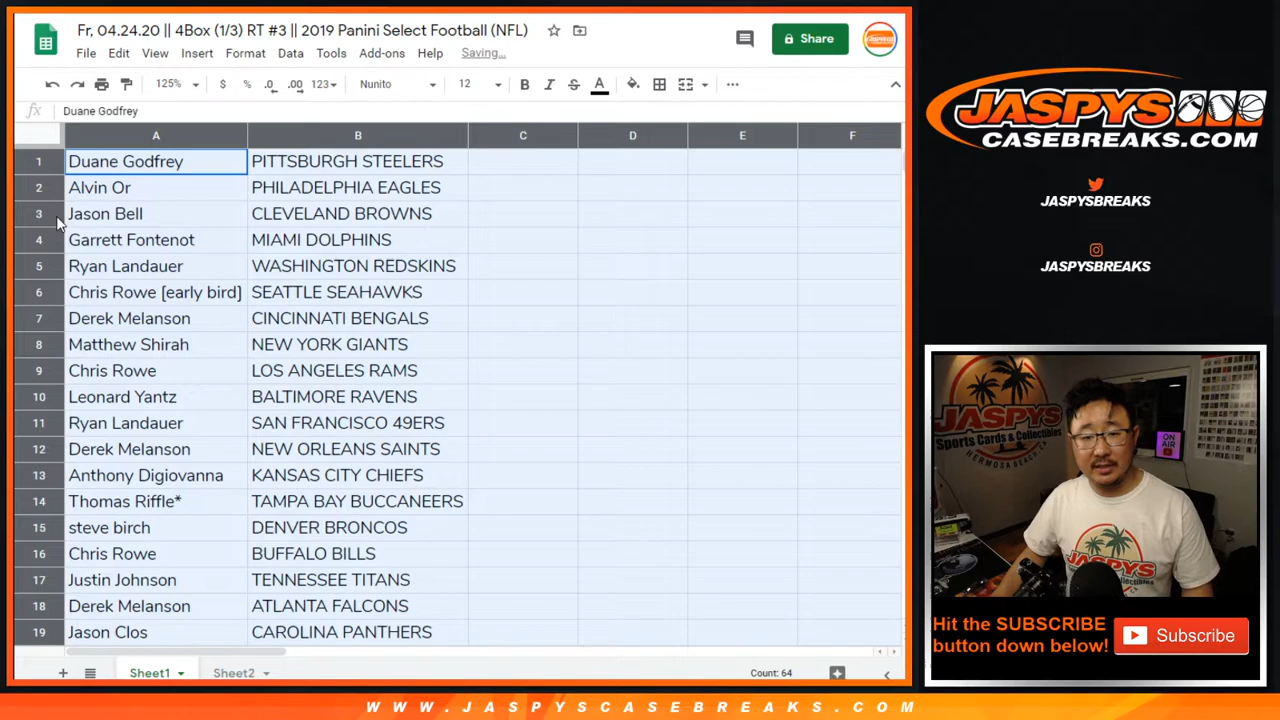 Fr, 04.24.20 || 4Box (1/3) RT #3 || 2019 Panini Select Football (NFL)
File Edit View Insert Format Data Tools Add-ons Help Saving...
Share
125% $ % .0 .00 123 Nunito 12 B I S A
fx Duane Godfrey
A B C D E F
1 Duane Godfrey PITTSBURGH STEELERS
2 Alvin Or PHILADELPHIA EAGLES
3 Jason Bell CLEVELAND BROWNS
4 Garrett Fontenot MIAMI DOLPHINS
5 Ryan Landauer WASHINGTON REDSKINS
6 Chris Rowe [early bird] SEATTLE SEAHAWKS
7 Derek Melanson CINCINNATI BENGALS
8 Matthew Shirah NEW YORK GIANTS
9 Chris Rowe LOS ANGELES RAMS
10 Leonard Yantz BALTIMORE RAVENS
11 Ryan Landauer SAN FRANCISCO 49ERS
12 Derek Melanson NEW ORLEANS SAINTS
13 Anthony Digiovanna KANSAS CITY CHIEFS
14 Thomas Riffle* TAMPA BAY BUCCANEERS
15 steve birch DENVER BRONCOS
16 Chris Rowe BUFFALO BILLS
17 Justin Johnson TENNESSEE TITANS
18 Derek Melanson ATLANTA FALCONS
19 Jason Clos CAROLINA PANTHERS
Sheet1 Sheet2 Count: 64
JASPYS
CASEBREAKS.COM
JASPYSBREAKS
JASPYSBREAKS
JASPYS
Sports Cards & Collectibles
HERMOSA BEACH, CA
ON
AIR
JASPYS
Hit the SUBSCRIBE
button down below!
Subscribe
WWW.JASPYSCASEBREAKS.COM